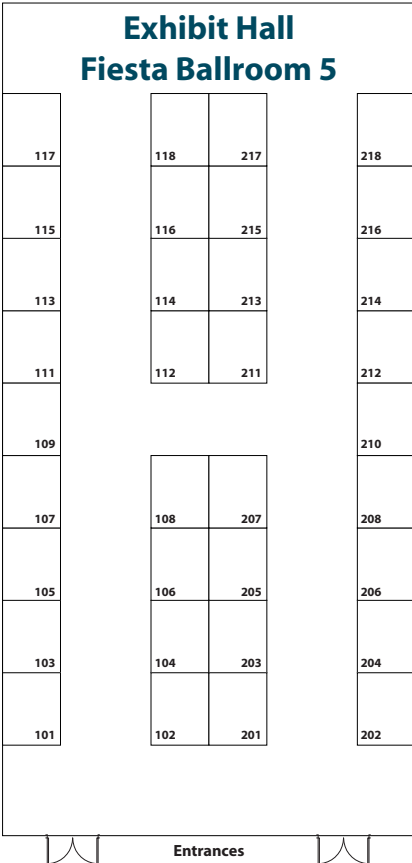 Exhibit Hall
Fiesta Ballroom 5
117 118 217 218
115 116 215 216
113 114 213 214
111 112 211 212
109 210
107 108 207 208
105 106 205 206
103 104 203 204
101 102 201 202
Entrances